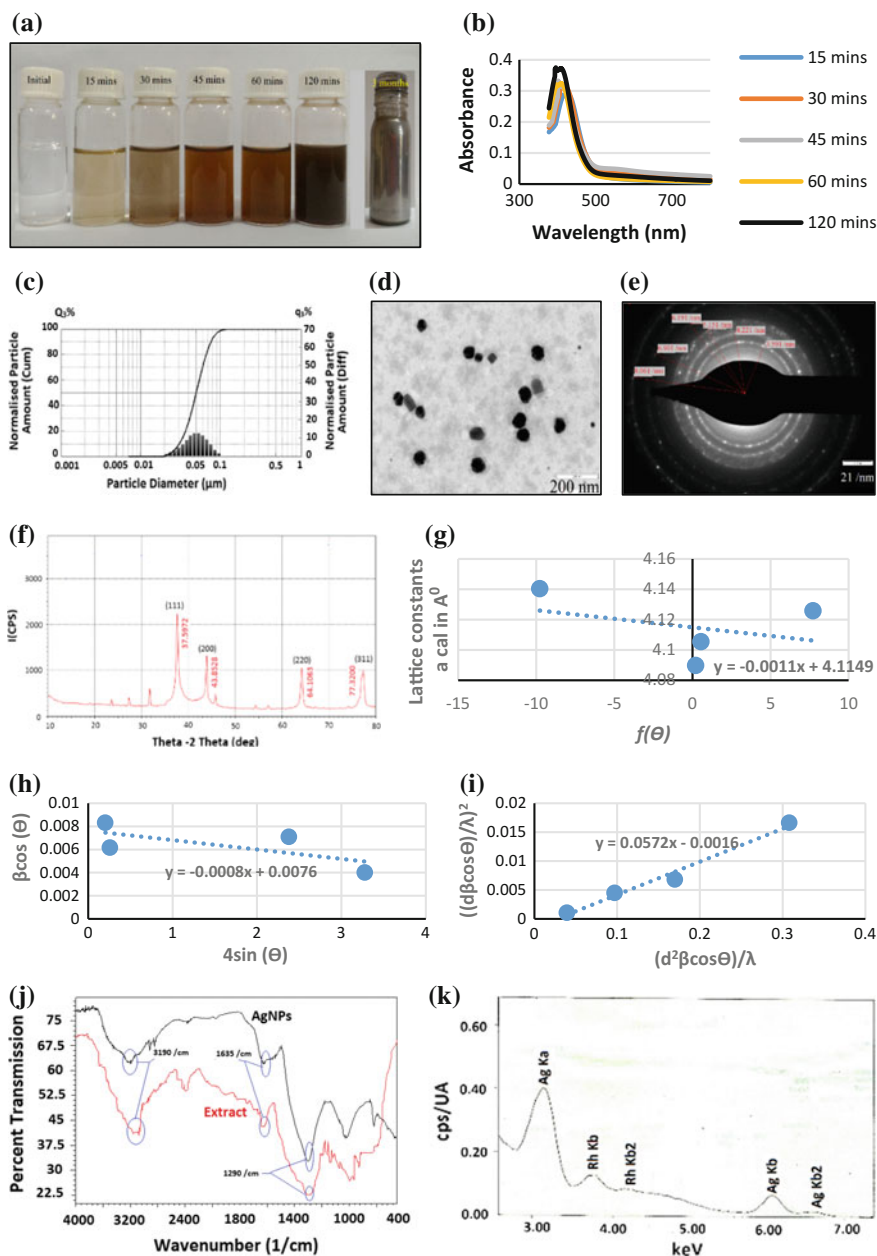 (a)
Initial
15 mins
30 mins
45 mins
60 mins
120 mins
3 months
(b)
Absorbance
0.4
0.3
0.2
0.1
0
300
500
700
Wavelength (nm)
15 mins
30 mins
45 mins
60 mins
120 mins
(c)
Q₃%
q₃%
Normalised Particle
Amount (Cum)
100
80
60
40
20
0
70
60
50
40
30
20
10
0
Normalised Particle
Amount (Diff)
0.001
0.005
0.01
0.05
0.1
0.5
1
Particle Diameter (μm)
(d)
200 nm
(e)
21 /nm
(f)
I(CPS)
3000
2000
1000
0
(111)
37.5972
(200)
43.8528
(220)
64.1063
(311)
77.3200
10
20
30
40
50
60
70
80
Theta -2 Theta (deg)
(g)
Lattice constants
a cal in A⁰
4.16
4.14
4.12
4.1
4.08
y = -0.0011x + 4.1149
-15
-10
-5
0
5
10
f(Θ)
(h)
βcos (Θ)
0.01
0.008
0.006
0.004
0.002
0
y = -0.0008x + 0.0076
0
1
2
3
4
4sin (Θ)
(i)
((dβcosΘ)/λ)²
0.02
0.015
0.01
0.005
0
y = 0.0572x - 0.0016
0
0.1
0.2
0.3
0.4
(d²βcosΘ)/λ
(j)
Percent Transmission
75
67.5
60
52.5
45
37.5
30
22.5
AgNPs
3190 /cm
1635 /cm
Extract
1290 /cm
4000
3200
2400
1800
1400
1000
400
Wavenumber (1/cm)
(k)
cps/UA
0.60
0.40
0.20
0.00
Ag Ka
Rh Kb
Rh Kb2
Ag Kb
Ag Kb2
3.00
4.00
6.00
7.00
keV